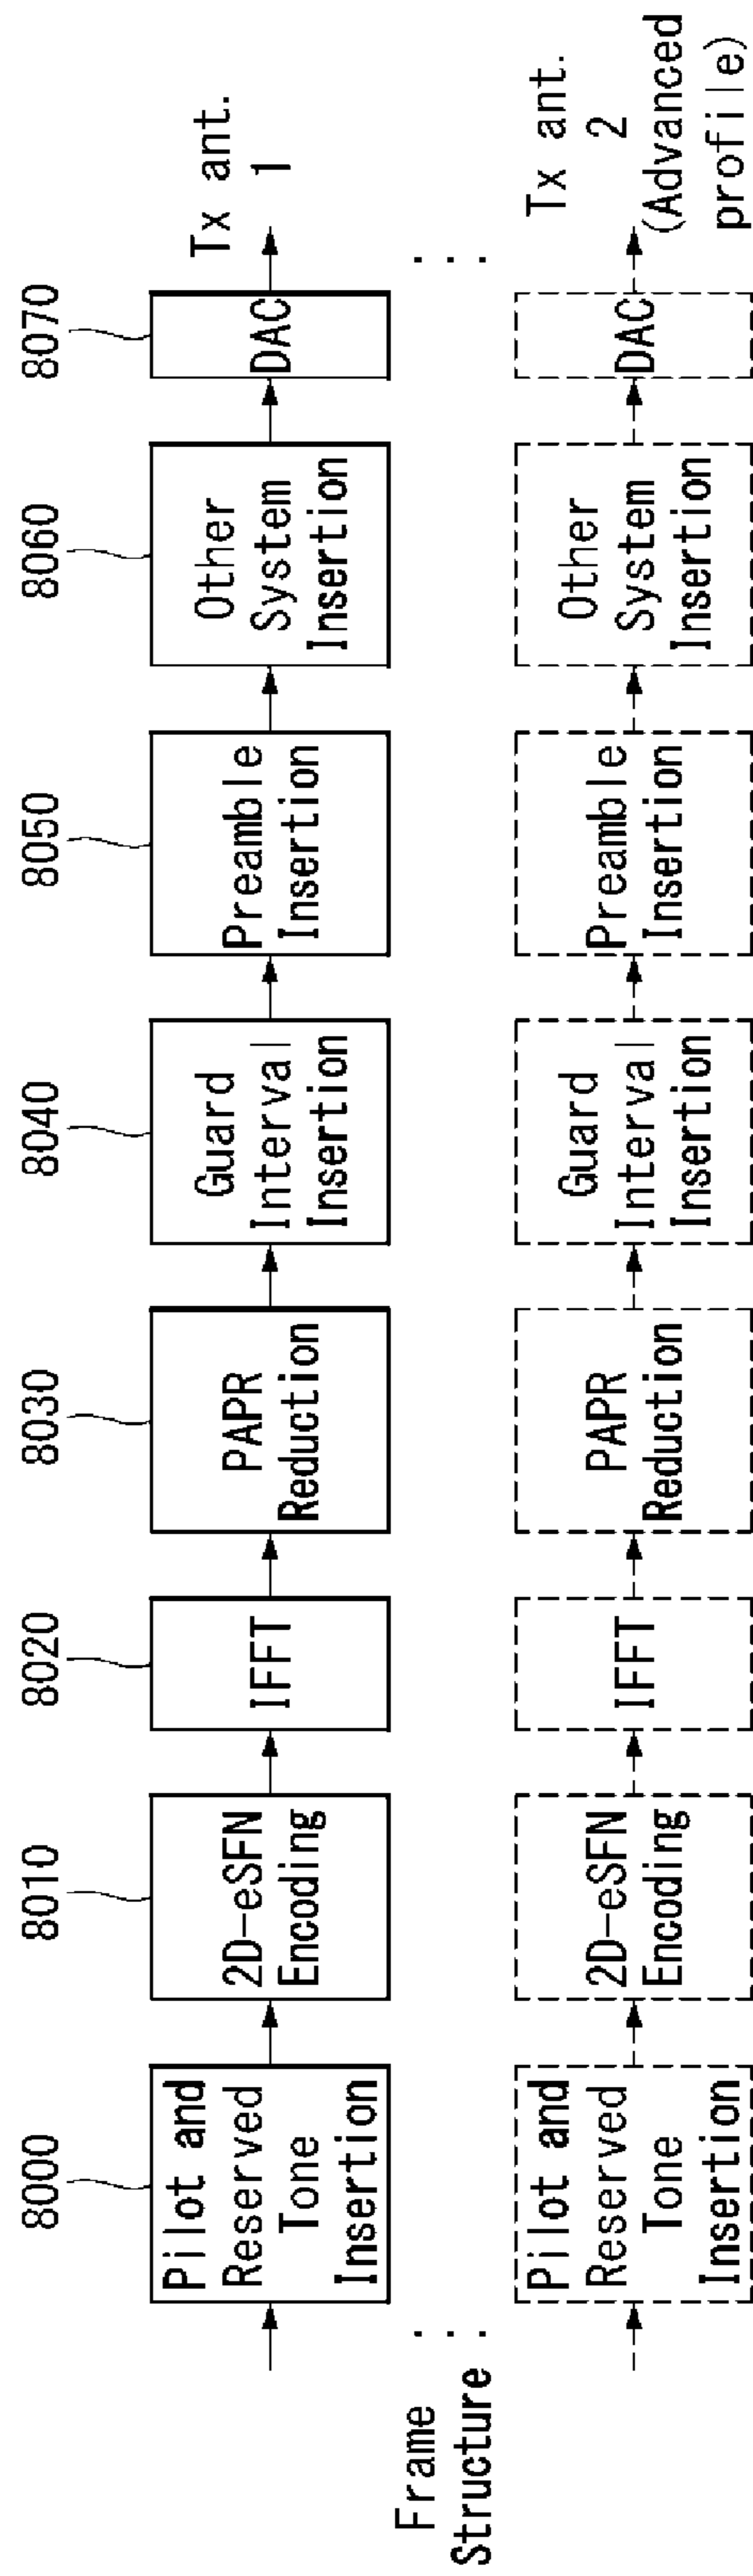 8000
8010
8020
8030
8040
8050
8060
8070
Pilot and
Reserved
Tone
Insertion
2D-eSFN
Encoding
IFFT
PAPR
Reduction
Guard
Interval
Insertion
Preamble
Insertion
Other
System
Insertion
DAC
Tx ant.
1
Frame
Structure
...
...
Pilot and
Reserved
Tone
Insertion
2D-eSFN
Encoding
IFFT
PAPR
Reduction
Guard
Interval
Insertion
Preamble
Insertion
Other
System
Insertion
DAC
Tx ant.
2
(Advanced
profile)